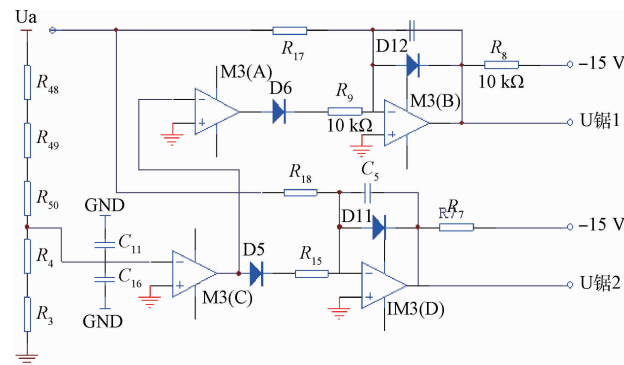 Ua
D12
R17
R8
R48
M3(A)
D6
R9
M3(B)
10 kΩ
-15 V
10 kΩ
U锯1
R49
R18
C5
R50
GND
D11
R77
-15 V
C11
D5
R15
R4
C16
U锯2
M3(C)
IM3(D)
R3
GND